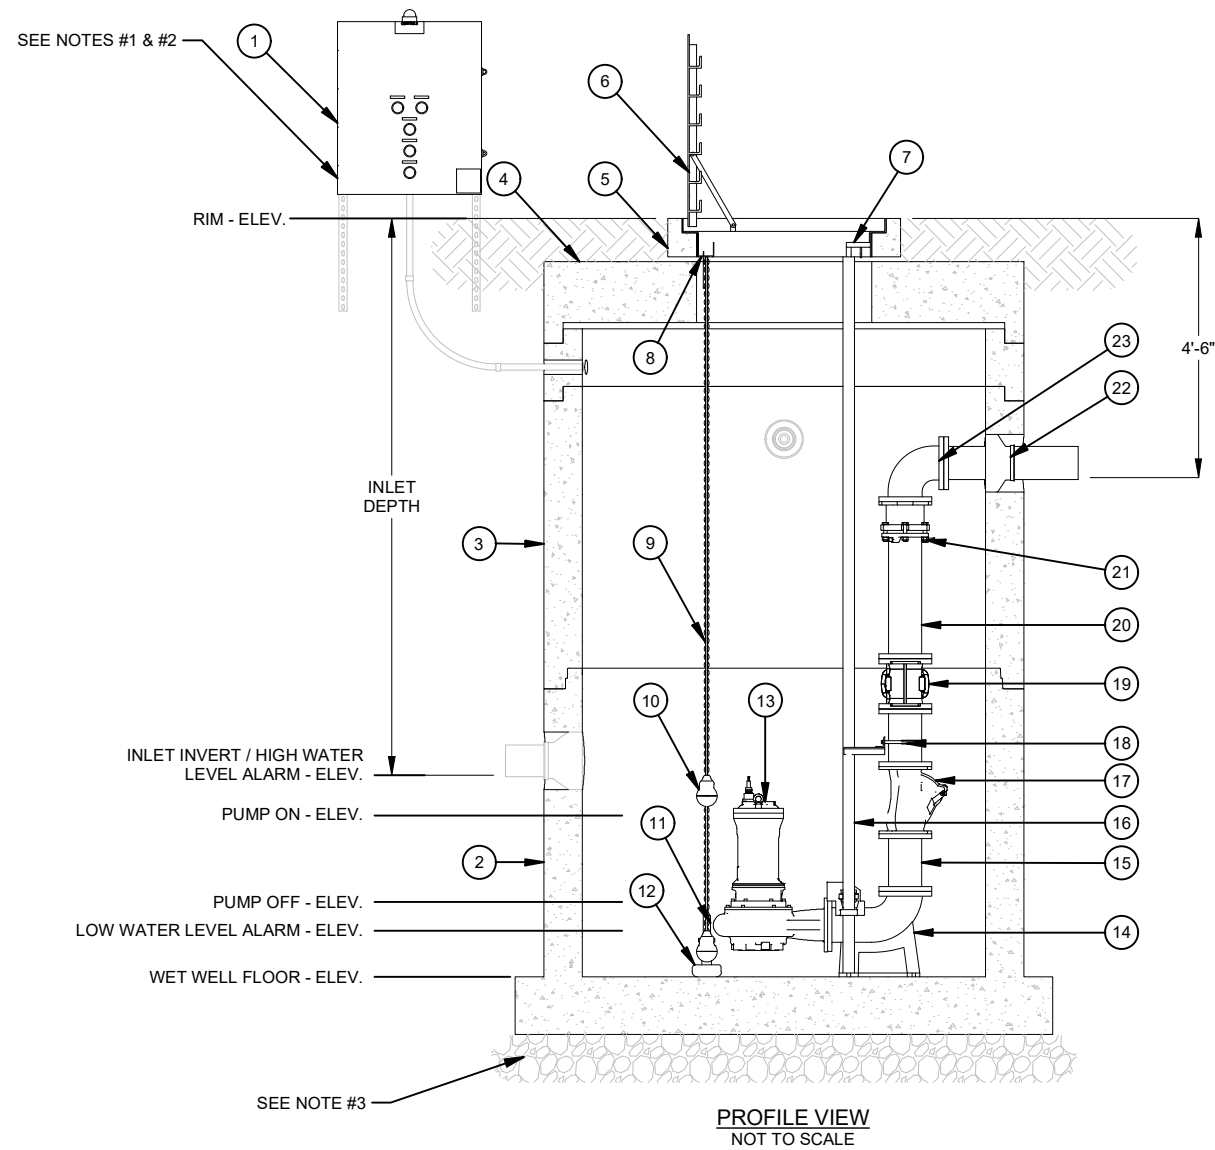 SEE NOTES #1 & #2
1
6
7
4
5
RIM - ELEV.
8
23
4'-6"
22
INLET
DEPTH
3
9
21
20
19
10
13
18
INLET INVERT / HIGH WATER
LEVEL ALARM - ELEV.
17
PUMP ON - ELEV.
11
16
2
15
12
PUMP OFF - ELEV.
LOW WATER LEVEL ALARM - ELEV.
14
WET WELL FLOOR - ELEV.
SEE NOTE #3
PROFILE VIEW
NOT TO SCALE